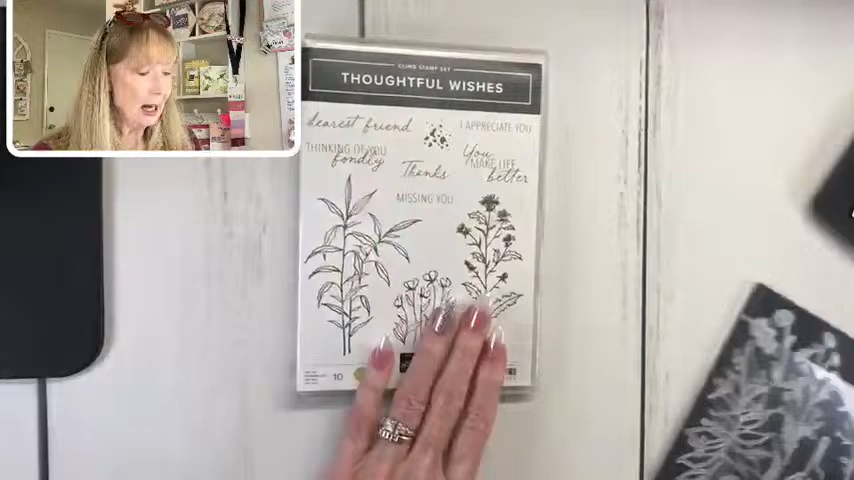 CLING STAMP SET
THOUGHTFUL WISHES
dearest friend
I APPRECIATE YOU
THINKING OF YOU
fondly
You
MAKE LIFE
better
Thanks
MISSING YOU
10